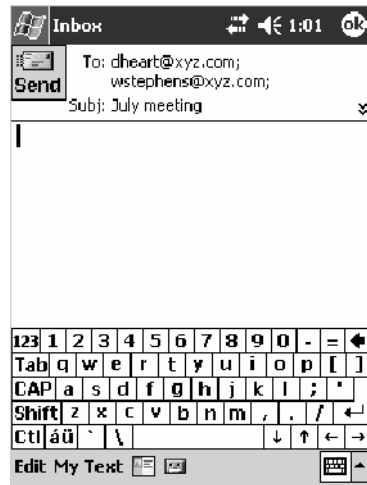 Inbox 1:01 ok
Send To: dheart@xyz.com;
wstephens@xyz.com;
Subj: July meeting
123 1 2 3 4 5 6 7 8 9 0 - = ←
Tab q w e r t y u i o p [ ]
CAP a s d f g h j k l ; '
Shift z x c v b n m , . / ↵
Ctl áü ` \ ↓ ↑ ← →
Edit My Text